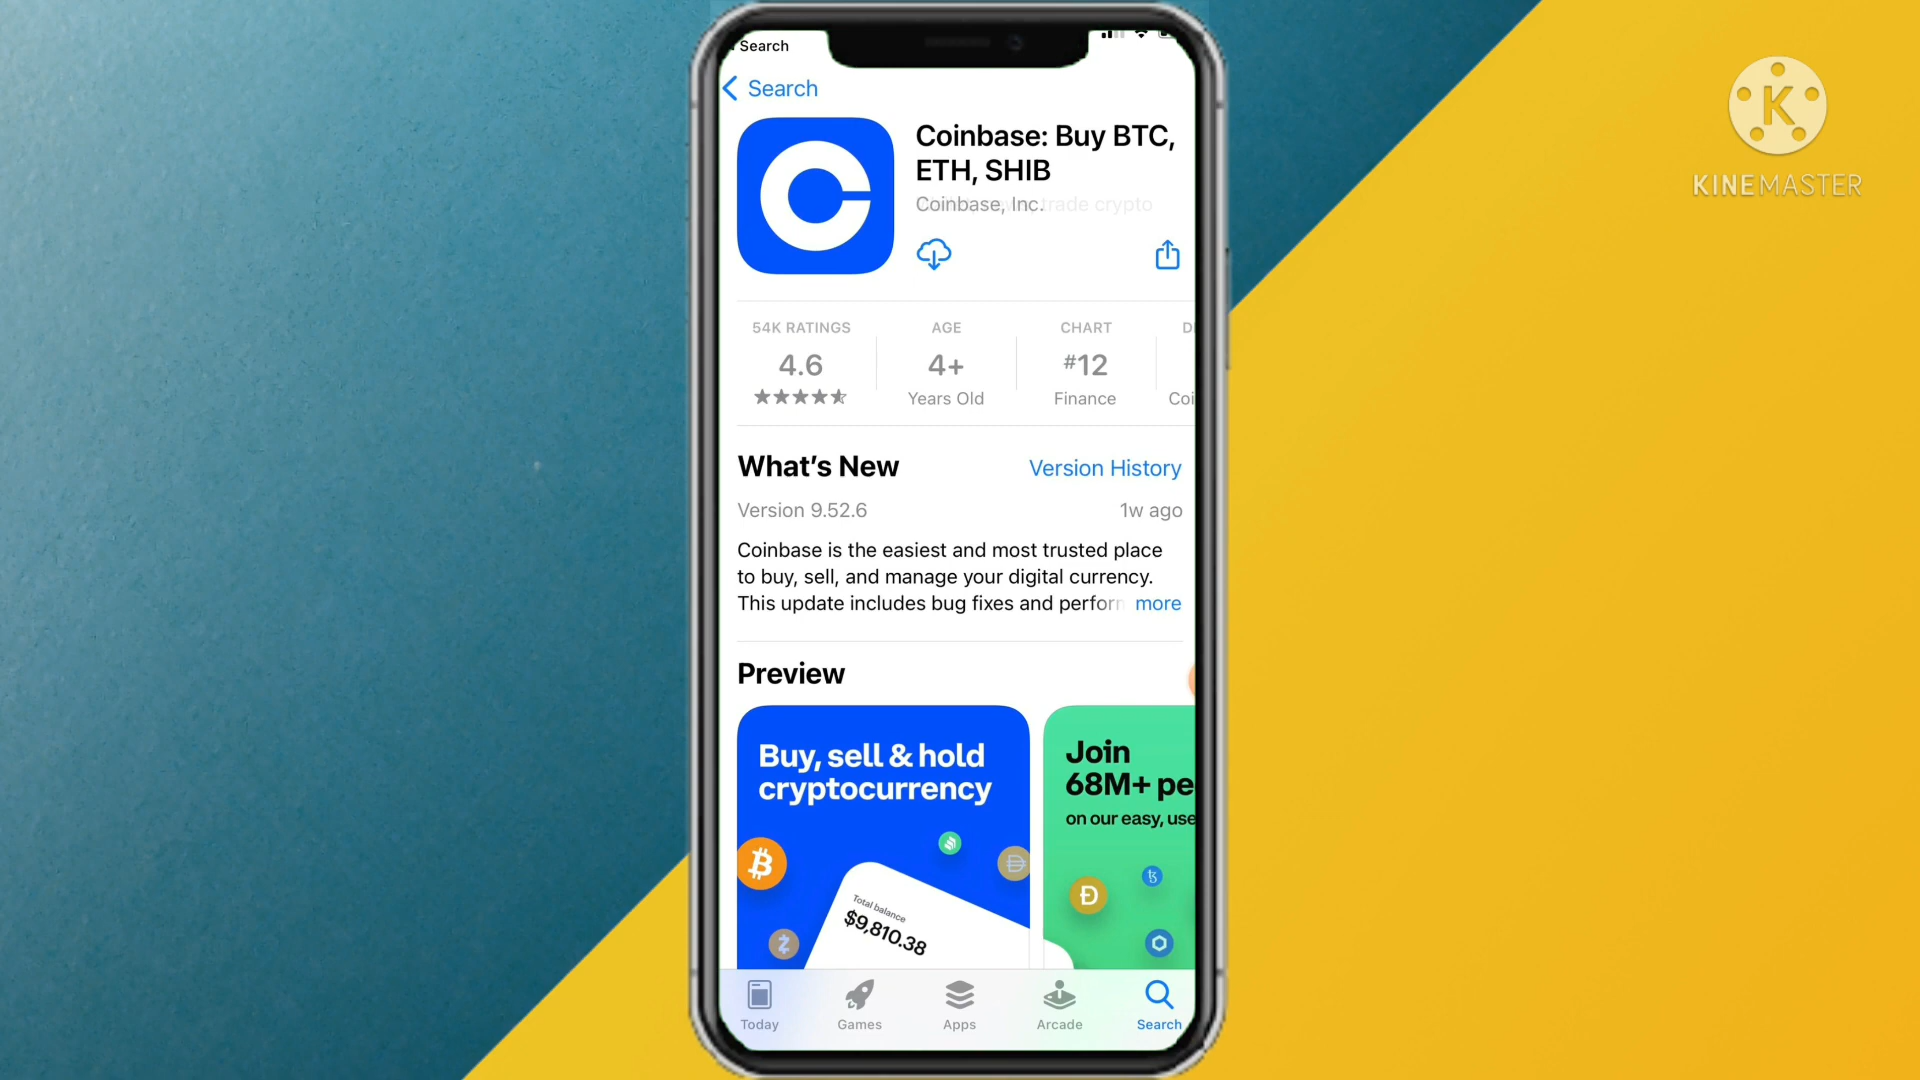 Search
Search
Coinbase: Buy BTC,
ETH, SHIB
Coinbase, Inc. trade crypto
54K RATINGS
4.6
AGE
4+
Years Old
CHART
#12
Finance
D
Coi
What's New
Version History
Version 9.52.6
1w ago
Coinbase is the easiest and most trusted place
to buy, sell, and manage your digital currency.
This update includes bug fixes and perform more
Preview
Buy, sell & hold
cryptocurrency
Total balance
$9,810.38
Join
68M+ pe
on our easy, use
Today
Games
Apps
Arcade
Search
K
KINEMASTER